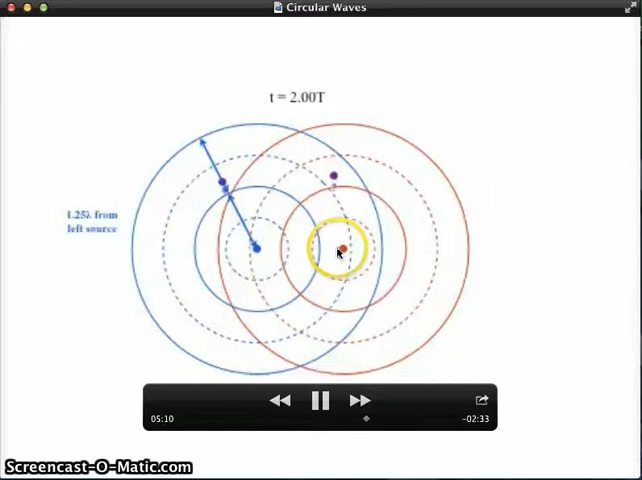 Circular Waves
t = 2.00T
1.25λ from
left source
05:10
-02:33
Screencast-O-Matic.com